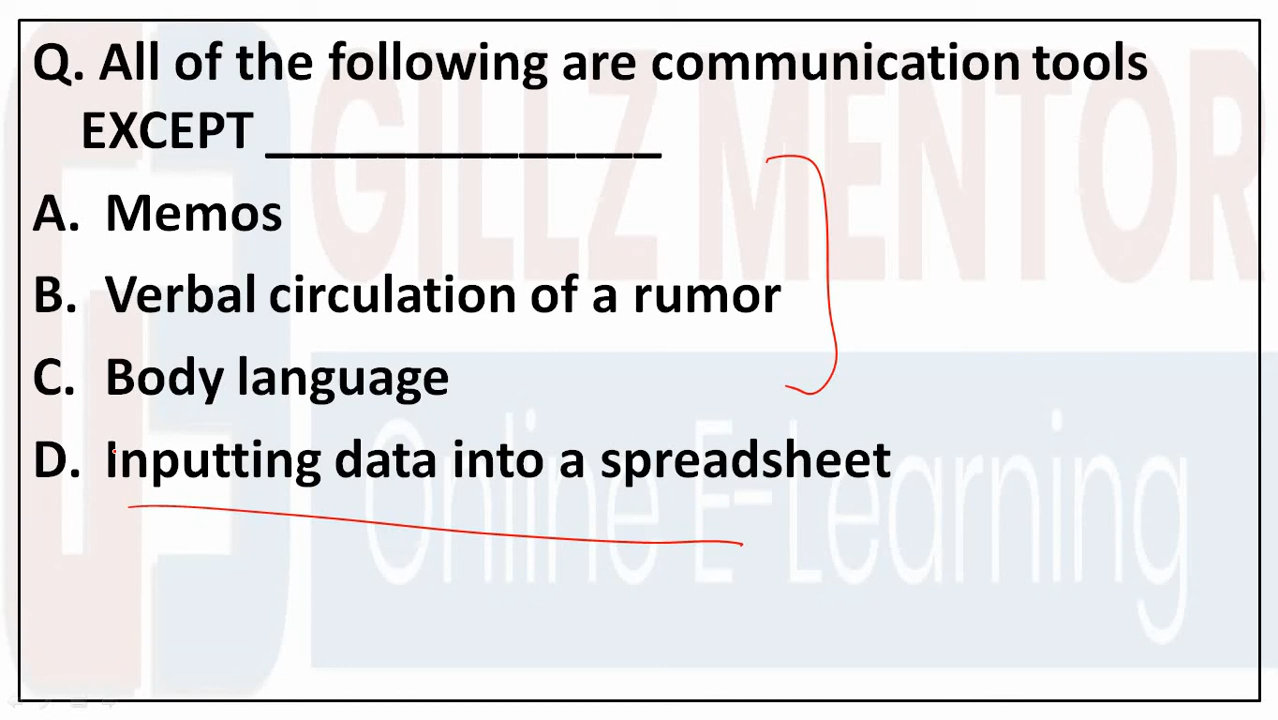 Q. All of the following are communication tools
EXCEPT ______________
A. Memos
B. Verbal circulation of a rumor
C. Body language
D. Inputting data into a spreadsheet
GILLZ MENTOR
Online E-Learning